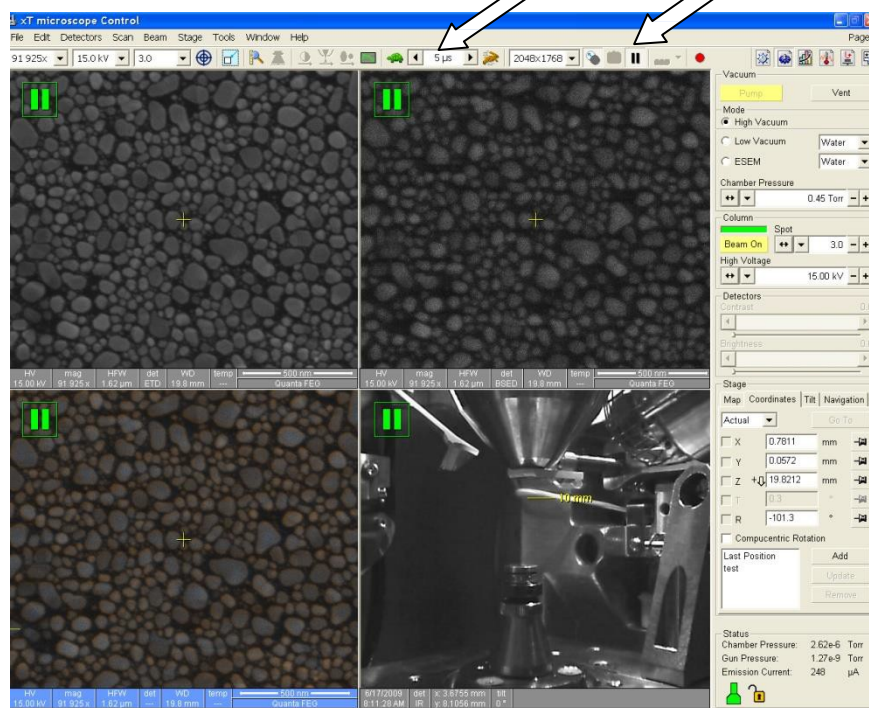 xT microscope Control
File Edit Detectors Scan Beam Stage Tools Window Help Page
91 925x 15.0 kV 3.0 5 µs 2048x1768
Vacuum
Pump Vent
Mode
High Vacuum
Low Vacuum Water
ESEM Water
Chamber Pressure
0.45 Torr
Column
Spot
Beam On 3.0
High Voltage
15.00 kV
Detectors
Contrast
Brightness
HV mag HFW det WD temp 500 nm
15.00 kV 91 925 x 1.62 µm ETD 19.8 mm --- Quanta FEG
HV mag HFW det WD temp 500 nm
15.00 kV 91 925 x 1.62 µm BSED 19.8 mm --- Quanta FEG
Stage
Map Coordinates Tilt Navigation
Actual Go To
X 0.7811 mm
Y 0.0572 mm
Z 19.8212 mm
T 0.3 °
R -101.3 °
Compucentric Rotation
Last Position Add
test Update
Remove
10 mm
Status
Chamber Pressure: 2.62e-6 Torr
Gun Pressure: 1.27e-9 Torr
Emission Current: 248 µA
HV mag HFW det WD temp 500 nm
15.00 kV 91 925 x 1.62 µm --- 19.8 mm --- Quanta FEG
6/17/2009 det x: 3.6755 mm tilt
8:11:28 AM IR y: 8.1056 mm 0 °